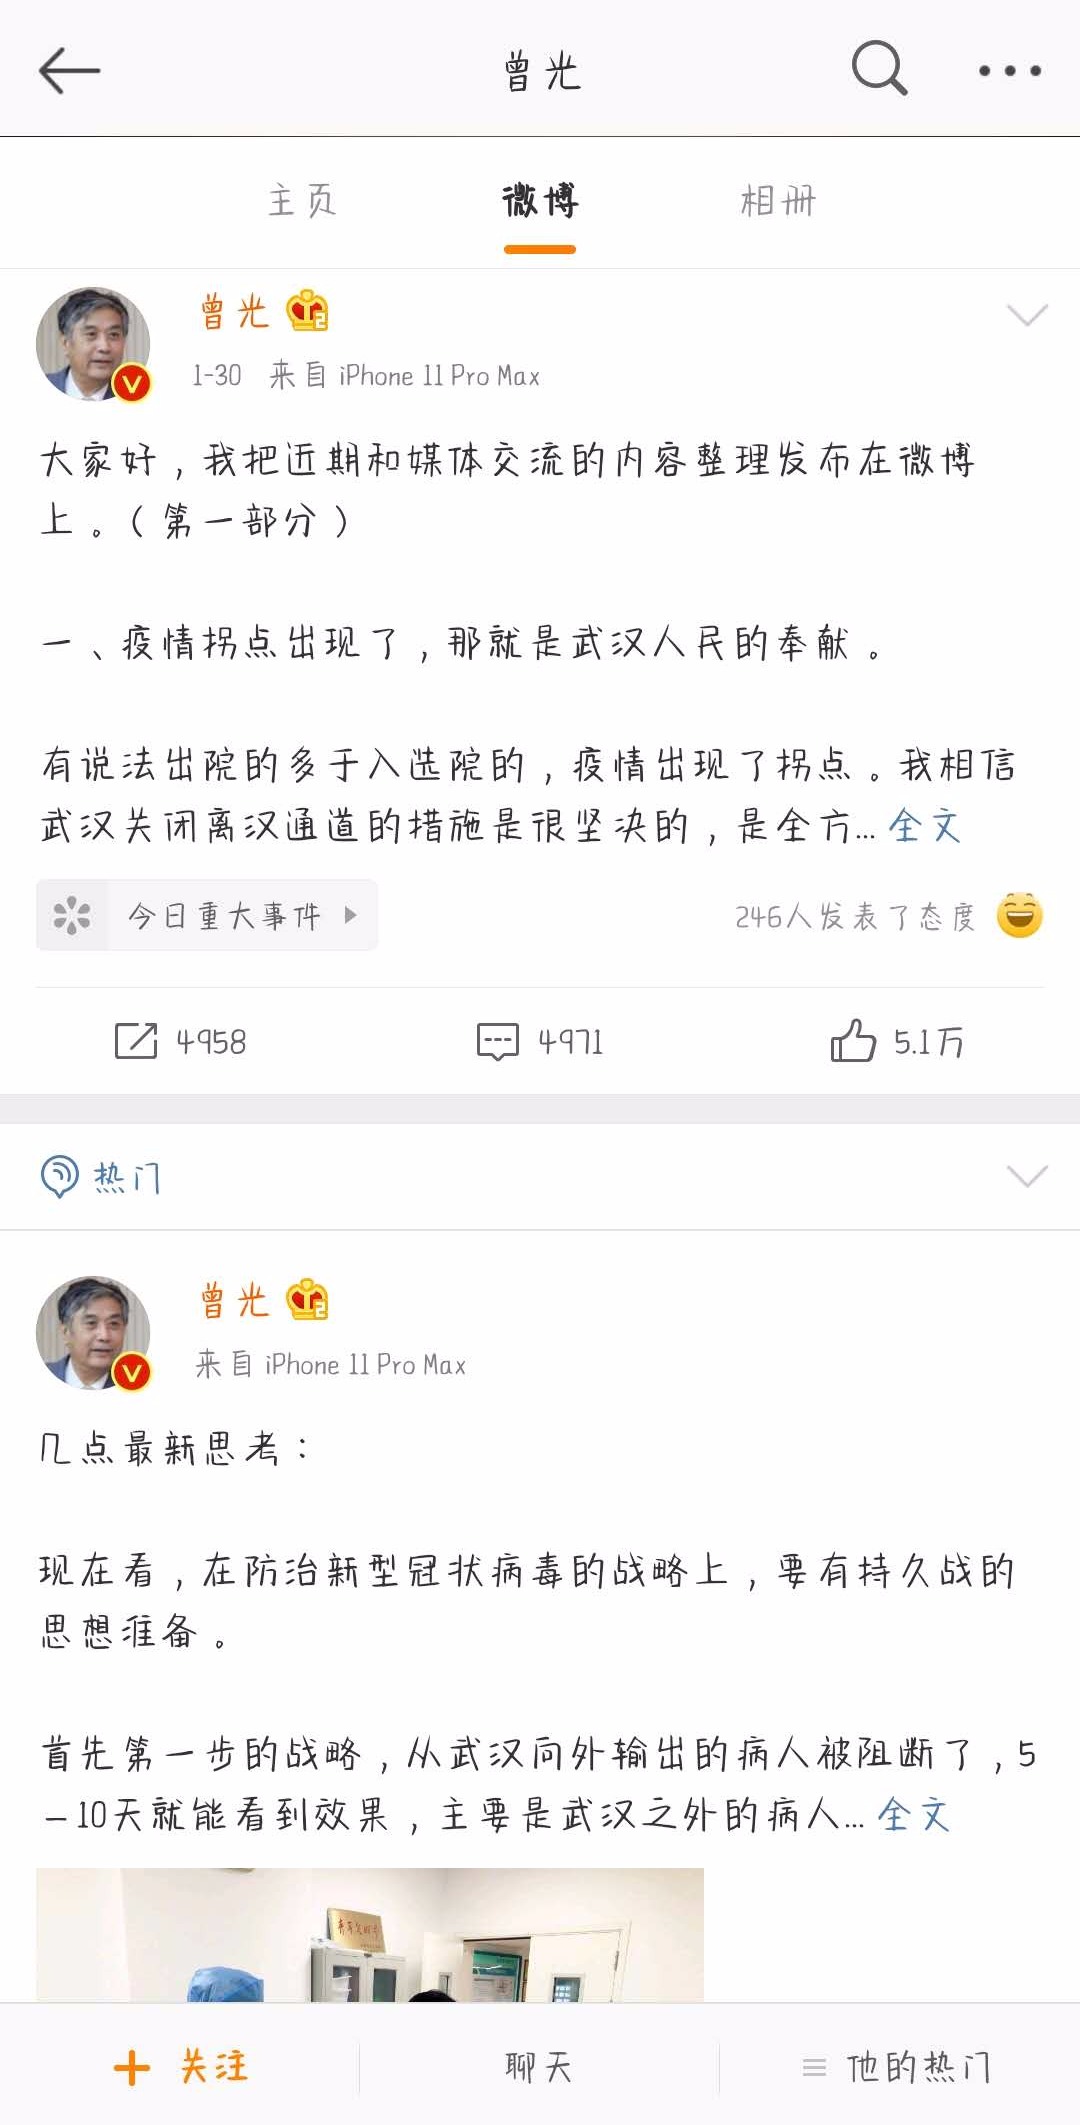 曾光
主页
微博
相册
曾光
1-30 来自 iPhone 11 Pro Max
大家好，我把近期和媒体交流的内容整理发布在微博
上。（第一部分）
一、疫情拐点出现了，那就是武汉人民的奉献。
有说法出院的多于入选院的，疫情出现了拐点。我相信
武汉关闭离汉通道的措施是很坚决的，是全方... 全文
今日重大事件
246人发表了态度
4958
4971
5.1万
热门
曾光
来自 iPhone 11 Pro Max
几点最新思考：
现在看，在防治新型冠状病毒的战略上，要有持久战的
思想准备。
首先第一步的战略，从武汉向外输出的病人被阻断了，5
－10天就能看到效果，主要是武汉之外的病人... 全文
关注
聊天
他的热门